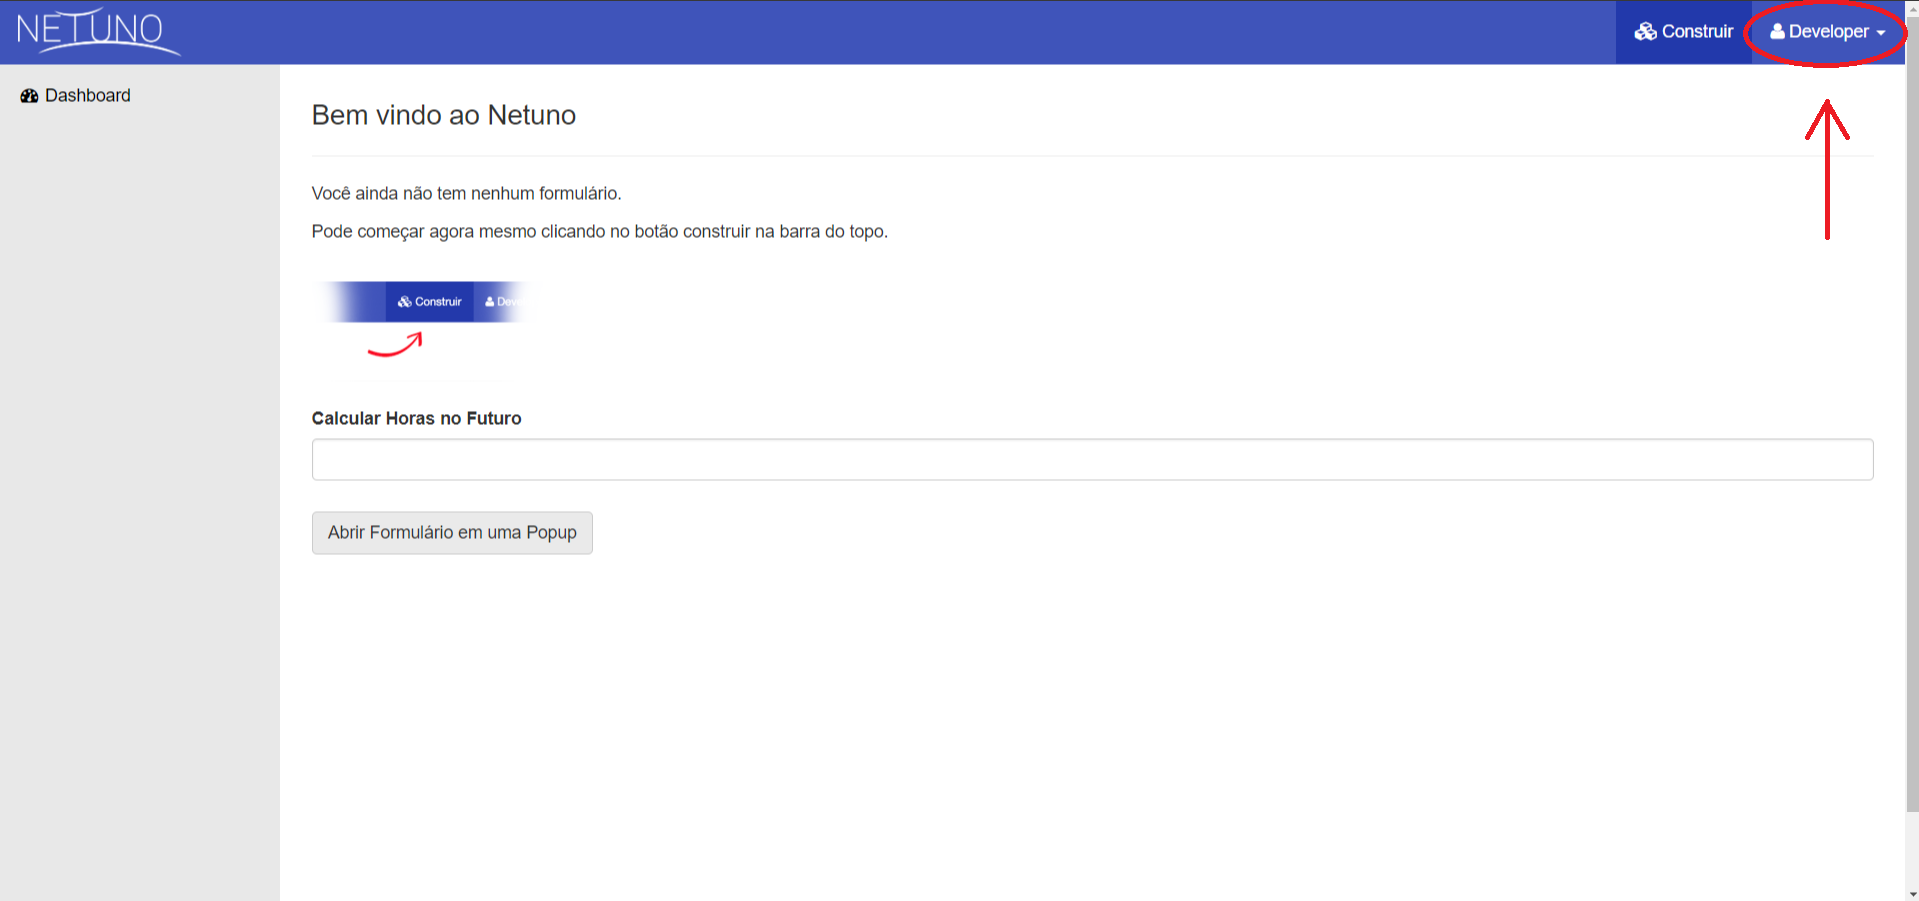 NETUNO
Construir
Developer
Dashboard
Bem vindo ao Netuno
Você ainda não tem nenhum formulário.
Pode começar agora mesmo clicando no botão construir na barra do topo.
Construir
Calcular Horas no Futuro
Abrir Formulário em uma Popup